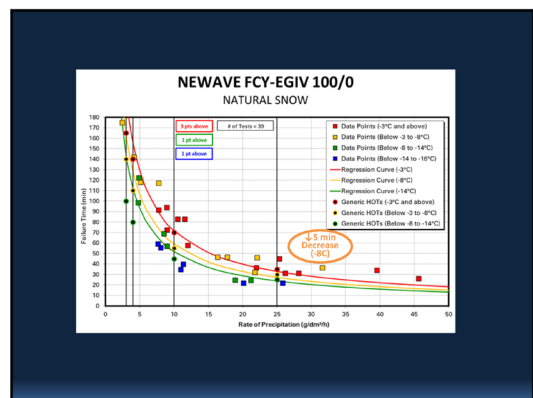 NEWAVE FCY-EGIV 100/0
NATURAL SNOW
180
170
160
150
140
130
120
110
100
90
80
70
60
50
40
30
20
10
0
Failure Time (min)
5 pts above
1 pt above
1 pt above
# of Tests = 39
Data Points (-3°C and above)
Data Points (Below -3 to -8°C)
Data Points (Below -8 to -14°C)
Data Points (Below -14 to -16°C)
Regression Curve (-3°C)
Regression Curve (-8°C)
Regression Curve (-14°C)
Generic HOTs (-3°C and above)
Generic HOTs (Below -3 to -8°C)
Generic HOTs (Below -8 to -14°C)
↓5 min
Decrease
(-8C)
0 5 10 15 20 25 30 35 40 45 50
Rate of Precipitation (g/dm²/h)